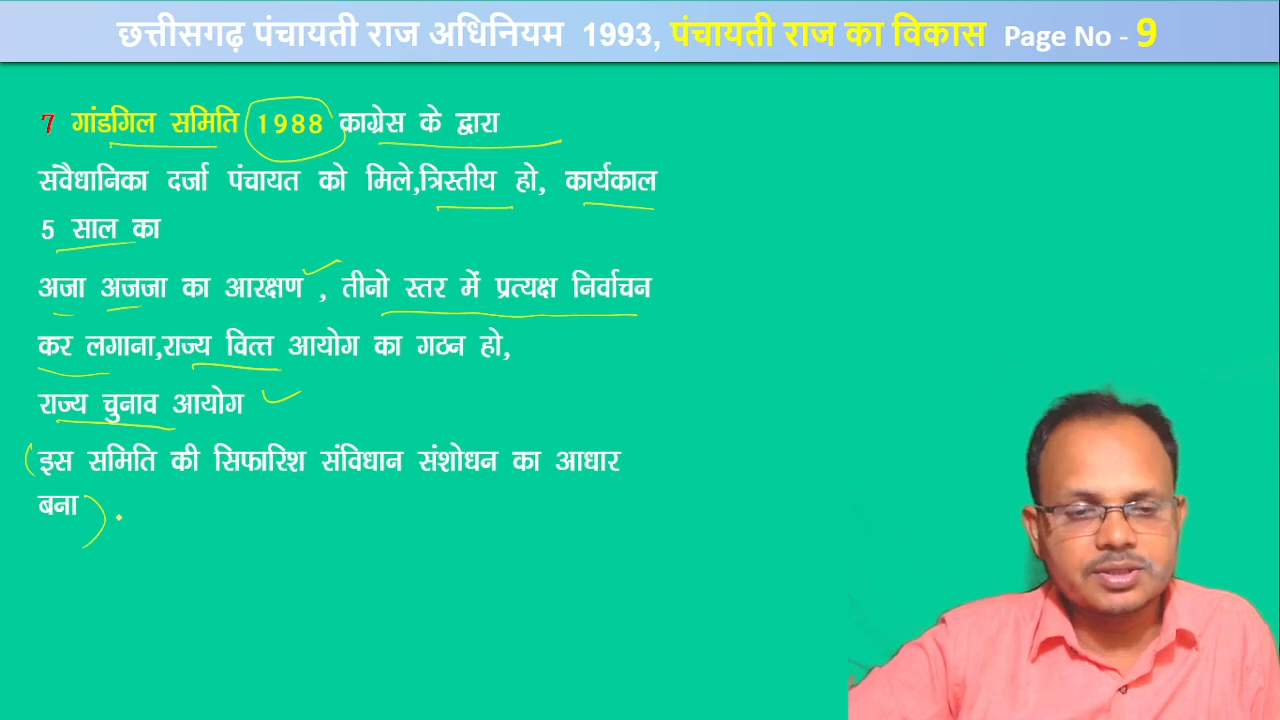 छत्तीसगढ़ पंचायती राज अधिनियम 1993, पंचायती राज का विकास Page No - 9
7 गांडगिल समिति 1988 काग्रेस के द्वारा
संवैधानिका दर्जा पंचायत को मिले,त्रिस्तीय हो, कार्यकाल
5 साल का
अजा अजजा का आरक्षण , तीनो स्तर में प्रत्यक्ष निर्वाचन
कर लगाना,राज्य वित्त आयोग का गठन हो,
राज्य चुनाव आयोग
इस समिति की सिफारिश संविधान संशोधन का आधार
बना